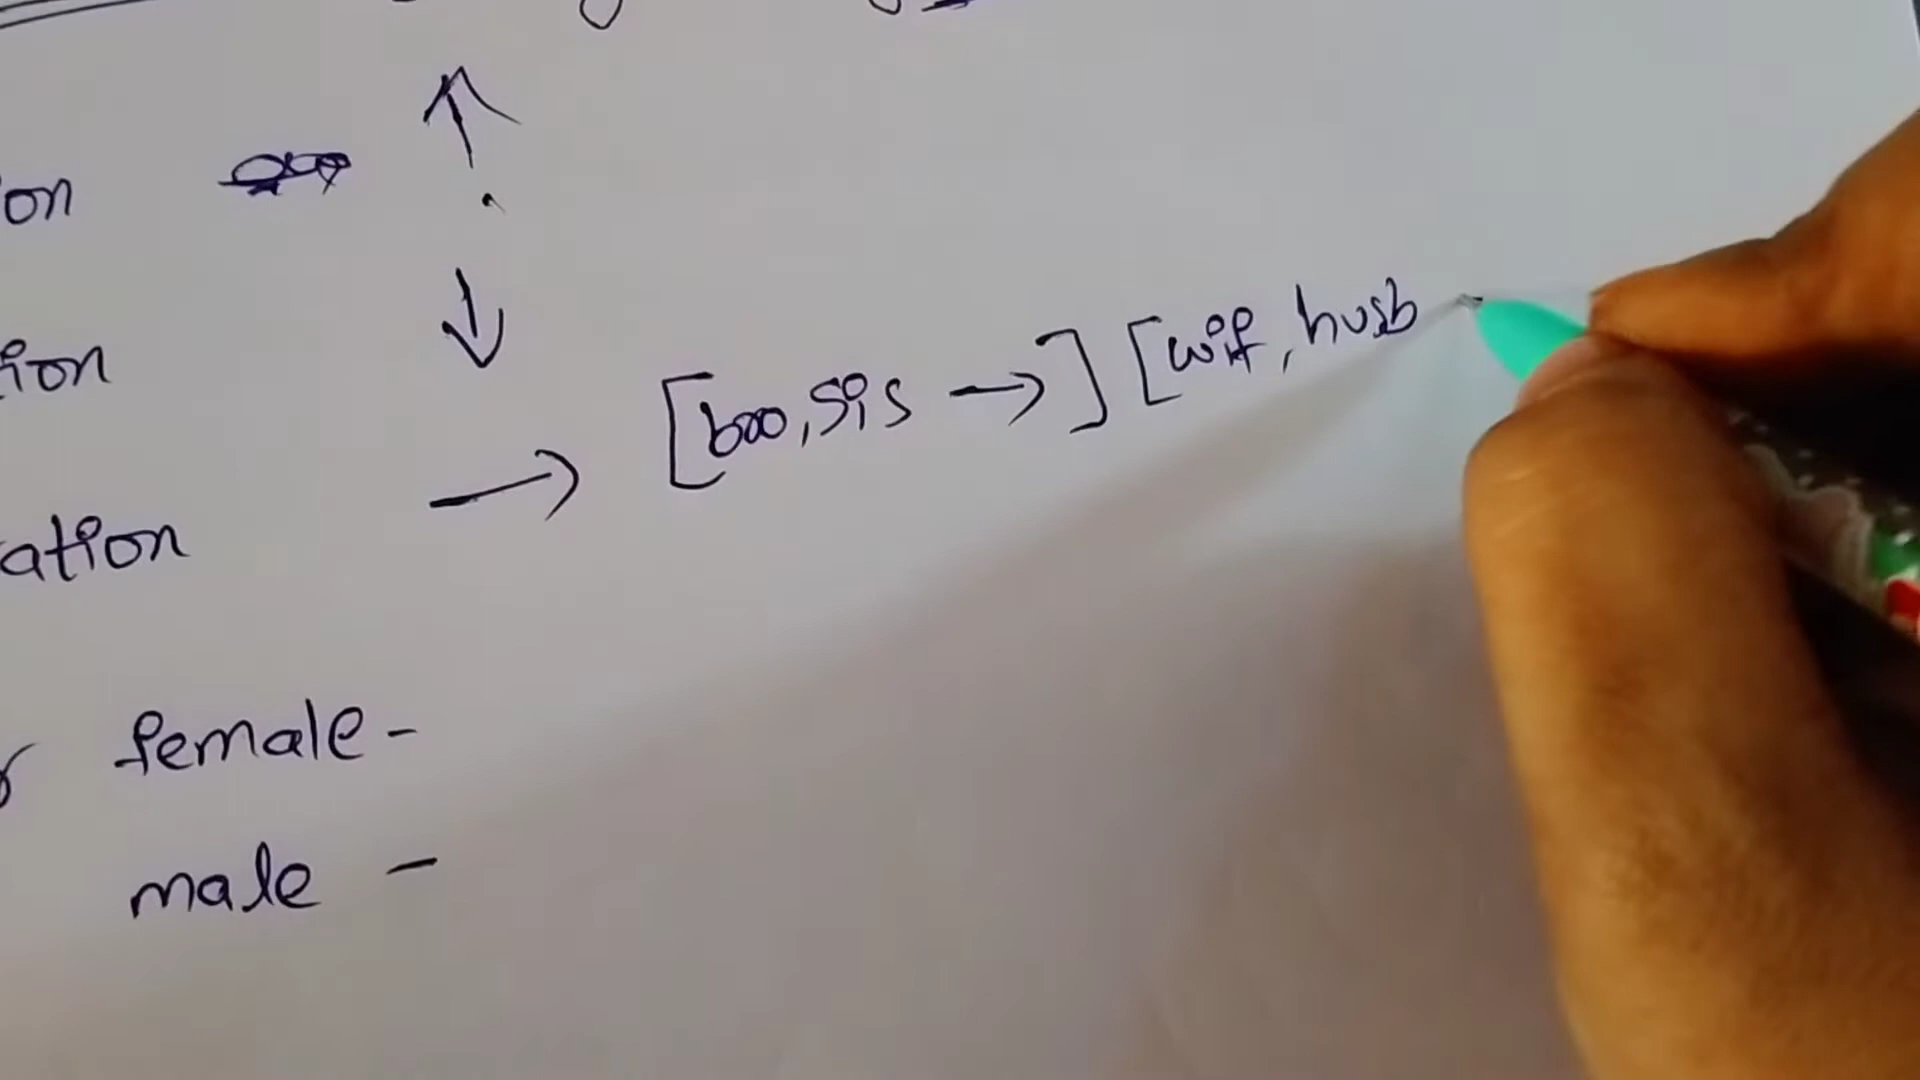 on
ion
[bro, sis →] [wif, husb
ation
female -
male -